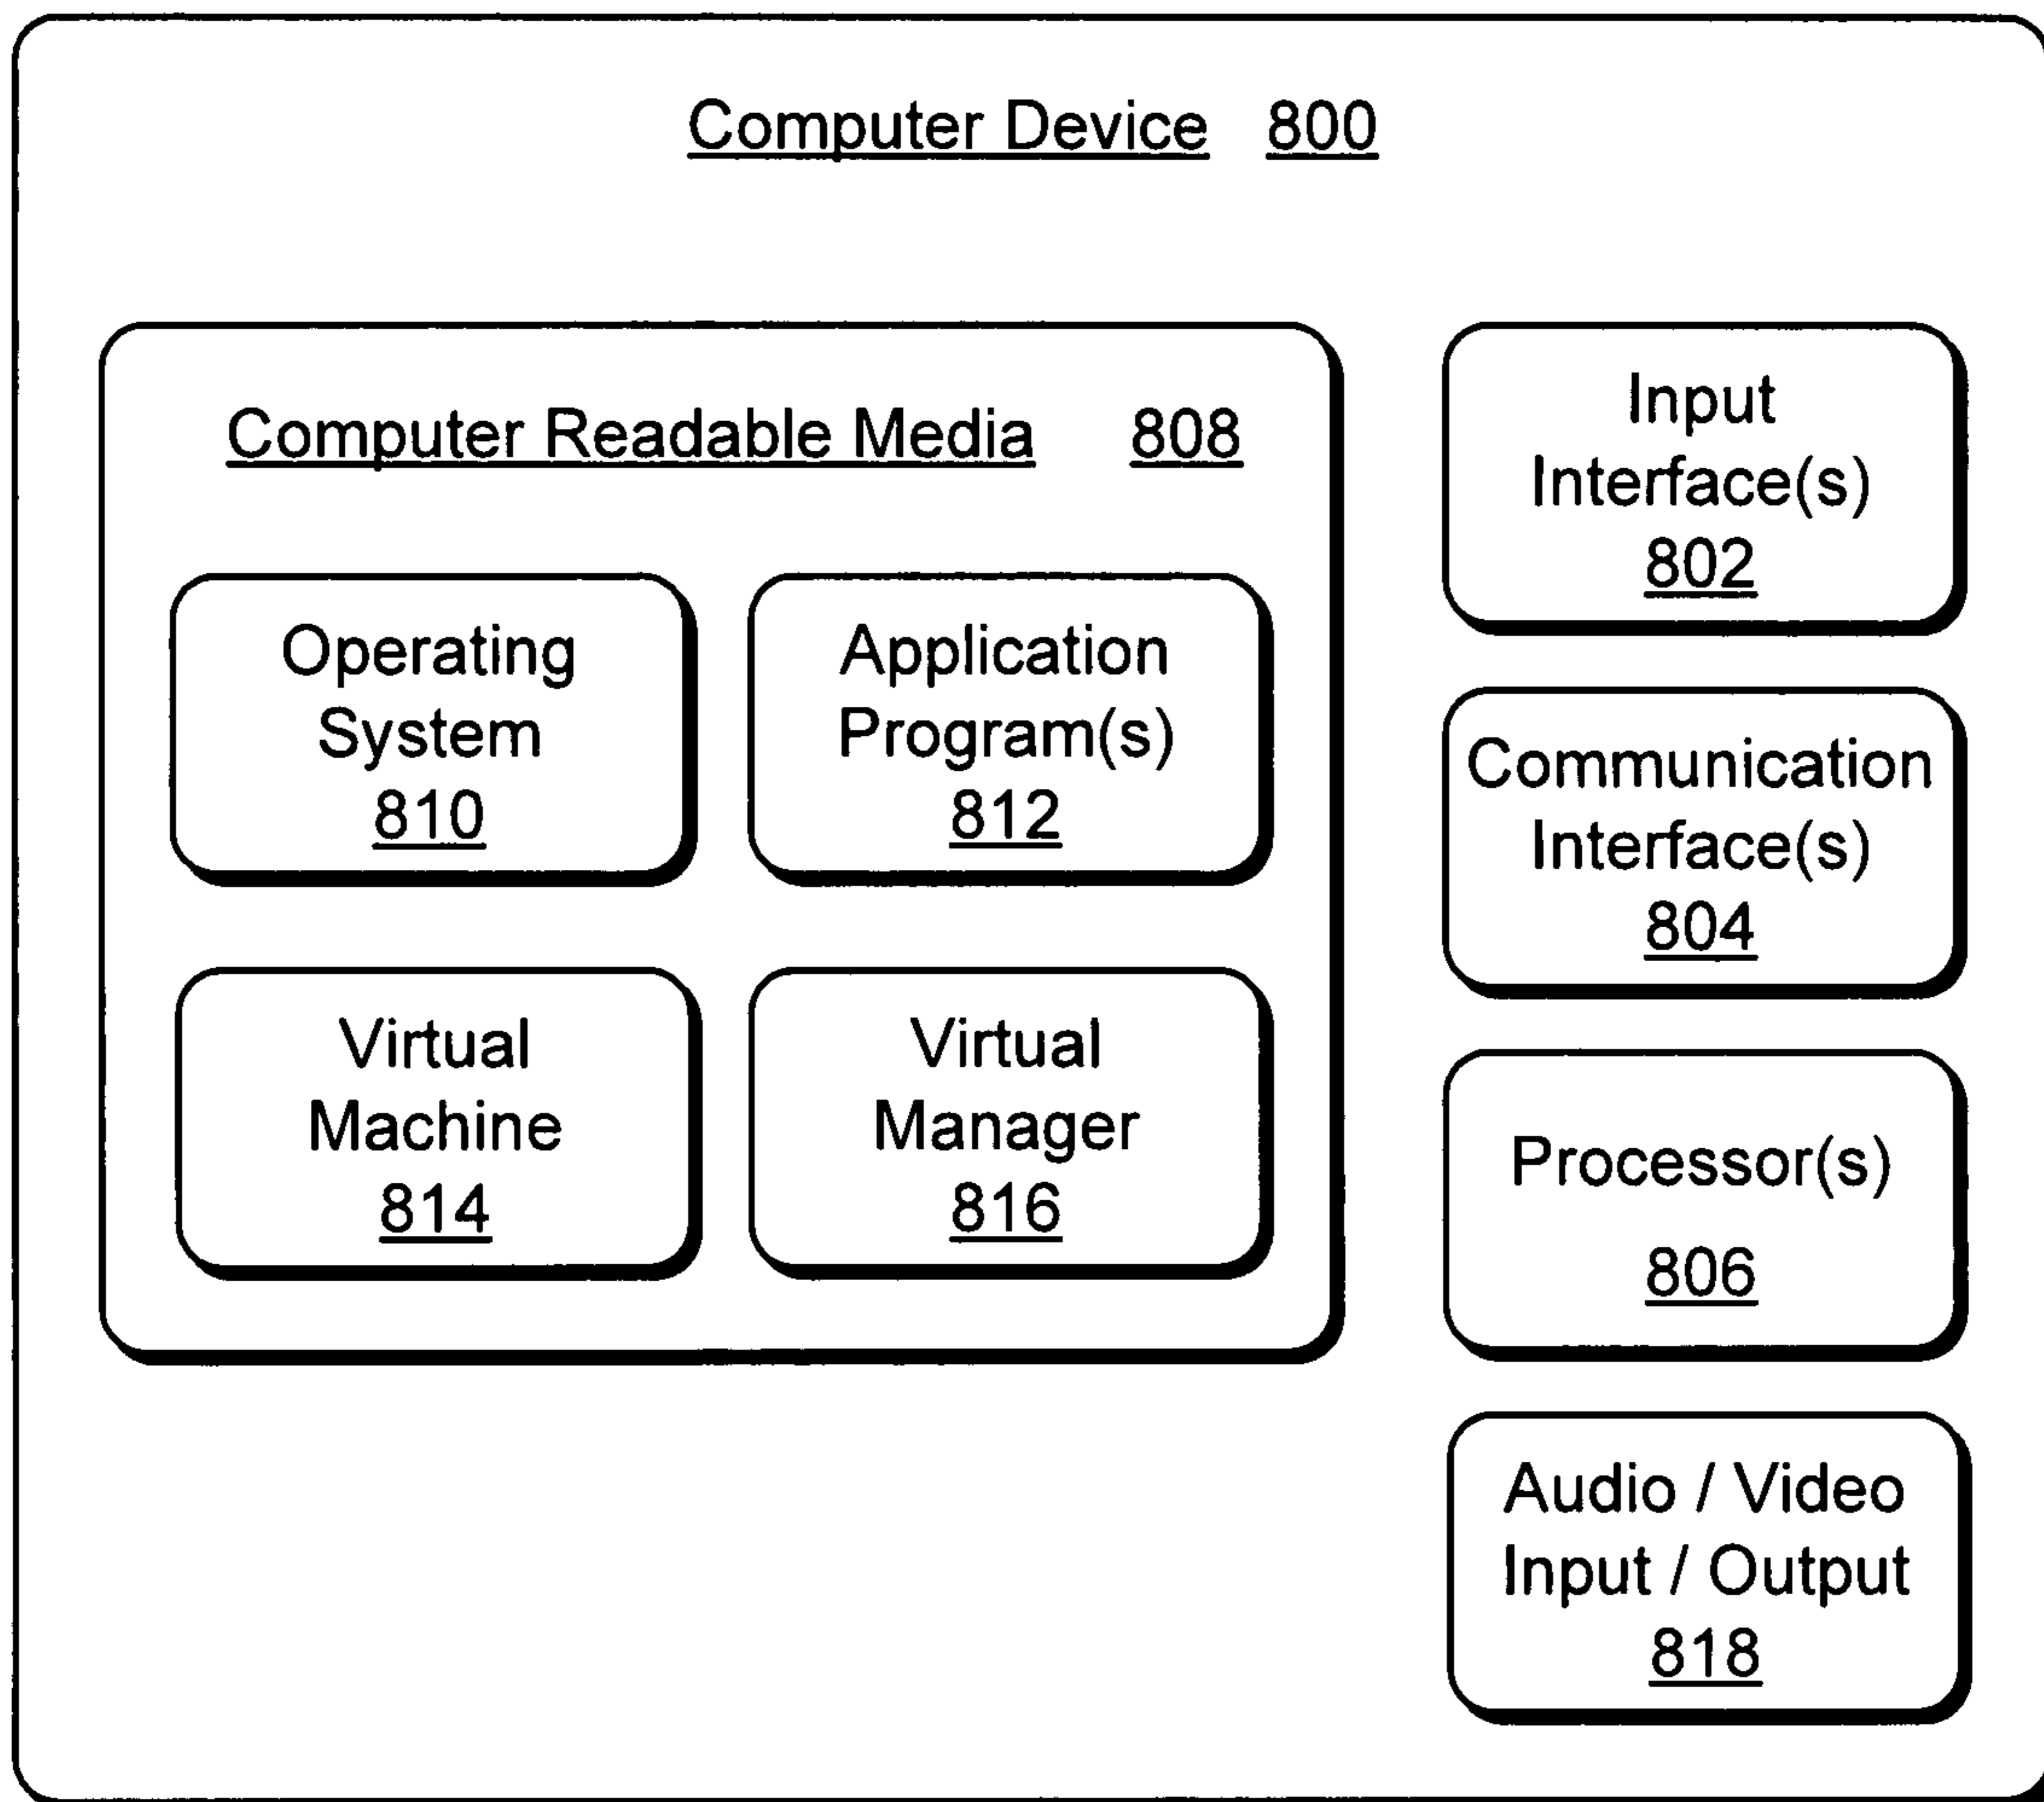 Computer Device 800
Computer Readable Media 808
Operating
System
810
Application
Program(s)
812
Virtual
Machine
814
Virtual
Manager
816
Input
Interface(s)
802
Communication
Interface(s)
804
Processor(s)
806
Audio / Video
Input / Output
818